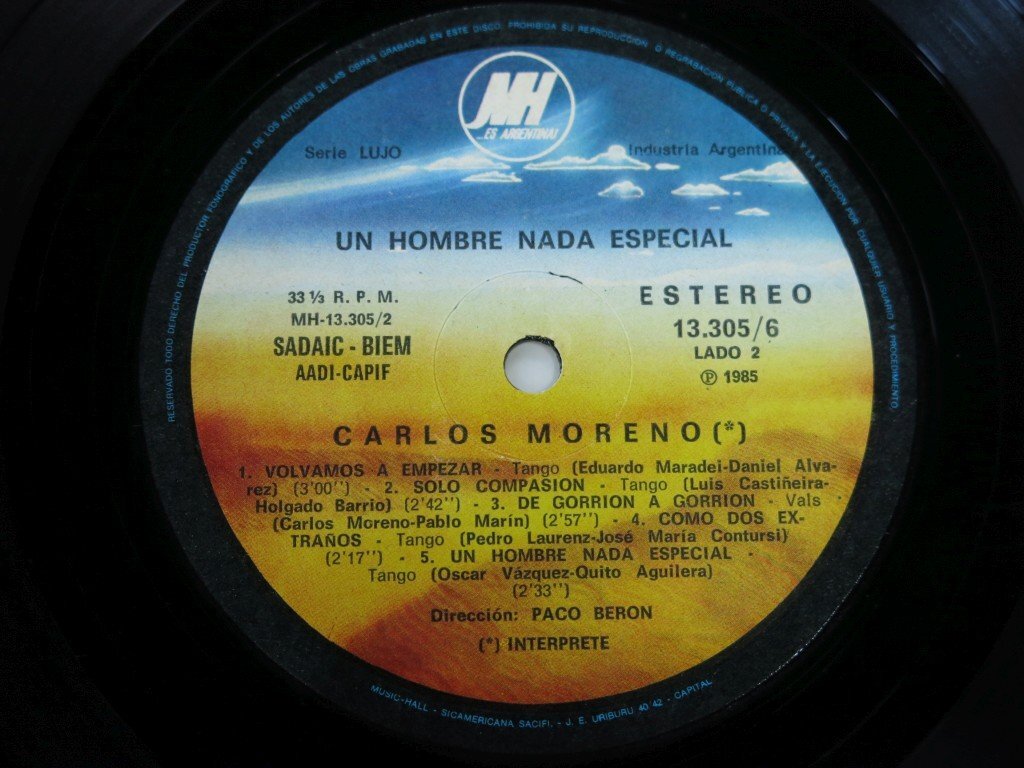 RESERVADO TODO DERECHO DEL PRODUCTOR FONOGRAFICO Y DE LOS AUTORES DE LAS OBRAS GRABADAS EN ESTE DISCO. PROHIBIDA SU REPRODUCCION O REGRABACION PUBLICA O PRIVADA Y LA EJECUCION POR CUALQUIER USUARIO Y PROCEDIMIENTO.
MH
...ES ARGENTINA!
Serie LUJO
Industria Argentina
UN HOMBRE NADA ESPECIAL
33 1/3 R. P. M.
MH-13.305/2
SADAIC - BIEM
AADI-CAPIF
ESTEREO
13.305/6
LADO 2
Ⓟ 1985
CARLOS MORENO (*)
1. VOLVAMOS A EMPEZAR - Tango (Eduardo Maradei-Daniel Alva-
rez) (3'00'') - 2. SOLO COMPASION - Tango (Luis Castiñeira-
Holgado Barrio) (2'42'') - 3. DE GORRION A GORRION - Vals
(Carlos Moreno-Pablo Marín) (2'57'') - 4. COMO DOS EX-
TRAÑOS - Tango (Pedro Laurenz-José María Contursi)
(2'17'') - 5. UN HOMBRE NADA ESPECIAL -
Tango (Oscar Vázquez-Quito Aguilera)
(2'33'')
Dirección: PACO BERON
(*) INTERPRETE
MUSIC-HALL - SICAMERICANA SACIFI. - J. E. URIBURU 40/42 - CAPITAL